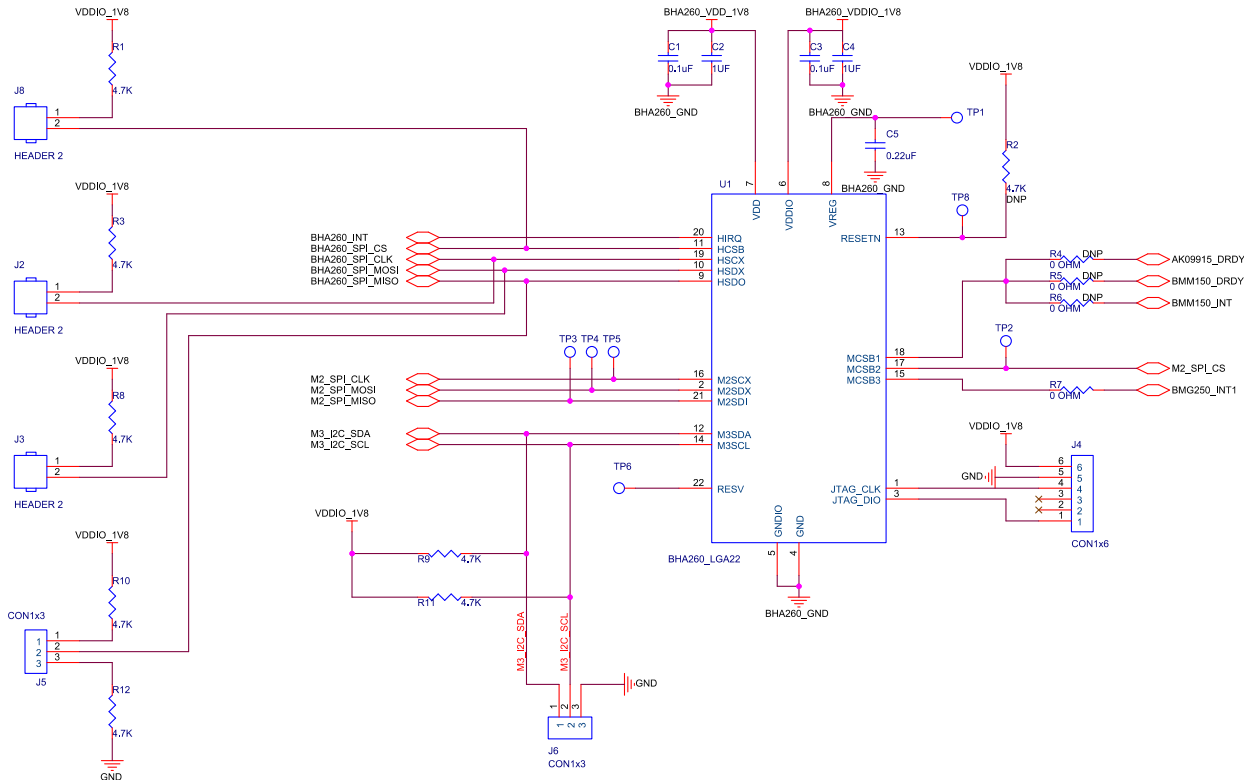 VDDIO_1V8
R1
4.7K
J8
1
2
HEADER 2
VDDIO_1V8
R3
4.7K
J2
1
2
HEADER 2
VDDIO_1V8
R8
4.7K
J3
1
2
HEADER 2
VDDIO_1V8
R10
4.7K
CON1x3
1 1
2 2
3 3
J5
R12
4.7K
GND
BHA260_VDD_1V8
C1
0.1uF
C2
1UF
BHA260_GND
BHA260_VDDIO_1V8
C3
0.1uF
C4
1UF
BHA260_GND
TP1
C5
0.22uF
BHA260_GND
VDDIO_1V8
R2
4.7K
DNP
TP8
U1
7 VDD
6 VDDIO
8 VREG
BHA260_INT 20 HIRQ
BHA260_SPI_CS 11 HCSB
BHA260_SPI_CLK 19 HSCX
BHA260_SPI_MOSI 10 HSDX
BHA260_SPI_MISO 9 HSDO
TP3 TP4 TP5
M2_SPI_CLK 16 M2SCX
M2_SPI_MOSI 2 M2SDX
M2_SPI_MISO 21 M2SDI
M3_I2C_SDA 12 M3SDA
M3_I2C_SCL 14 M3SCL
TP6
22 RESV
RESETN 13
MCSB1 18
MCSB2 17
MCSB3 15
JTAG_CLK 1
JTAG_DIO 3
GNDIO 5
GND 4
BHA260_LGA22
BHA260_GND
R4 DNP
0 OHM
AK09915_DRDY
R5 DNP
0 OHM
BMM150_DRDY
R6 DNP
0 OHM
BMM150_INT
TP2
M2_SPI_CS
R7
0 OHM
BMG250_INT1
VDDIO_1V8
GND
J4
6 6
5 5
4 4
3 3
2 2
1 1
CON1x6
VDDIO_1V8
R9 4.7K
R11 4.7K
M3_I2C_SDA
M3_I2C_SCL
GND
1 2 3
1 2 3
J6
CON1x3